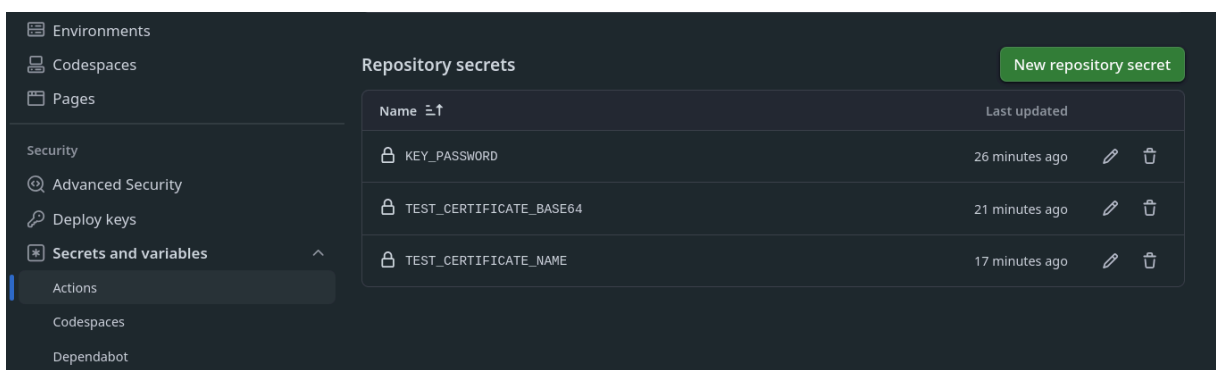 Environments
Codespaces
Pages
Security
Advanced Security
Deploy keys
Secrets and variables
Actions
Codespaces
Dependabot
Repository secrets
New repository secret
Name
Last updated
KEY_PASSWORD
26 minutes ago
TEST_CERTIFICATE_BASE64
21 minutes ago
TEST_CERTIFICATE_NAME
17 minutes ago